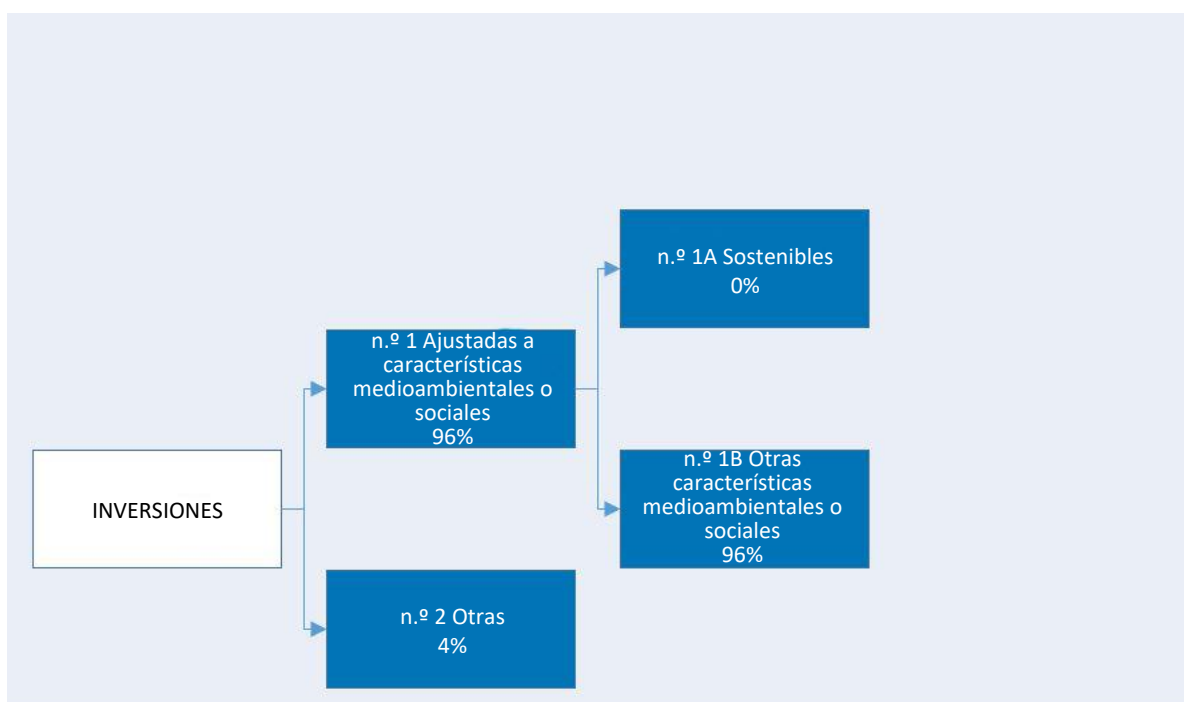 n.º 1A Sostenibles
0%
n.º 1 Ajustadas a
características
medioambientales o
sociales
96%
n.º 1B Otras
características
medioambientales o
sociales
96%
INVERSIONES
n.º 2 Otras
4%